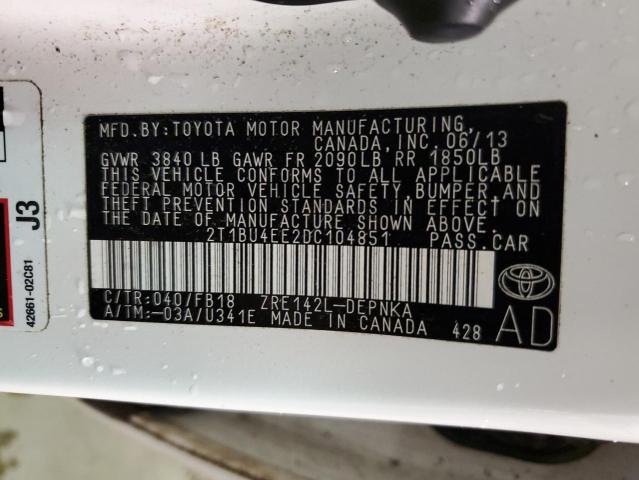 MFD. BY: TOYOTA MOTOR MANUFACTURING,
CANADA, INC. 06/13
GVWR 3840 LB GAWR FR 2090LB RR 1850LB
THIS VEHICLE CONFORMS TO ALL APPLICABLE
FEDERAL MOTOR VEHICLE SAFETY, BUMPER, AND
THEFT PREVENTION STANDARDS IN EFFECT ON
THE DATE OF MANUFACTURE SHOWN ABOVE.
2T1BU4EE2DC104851 PASS.CAR
C/TR: 040/FB18 ZRE142L-DEPNKA
A/TM: -03A/U341E MADE IN CANADA 428
TOYOTA
AD
J3
42661-02C81
S